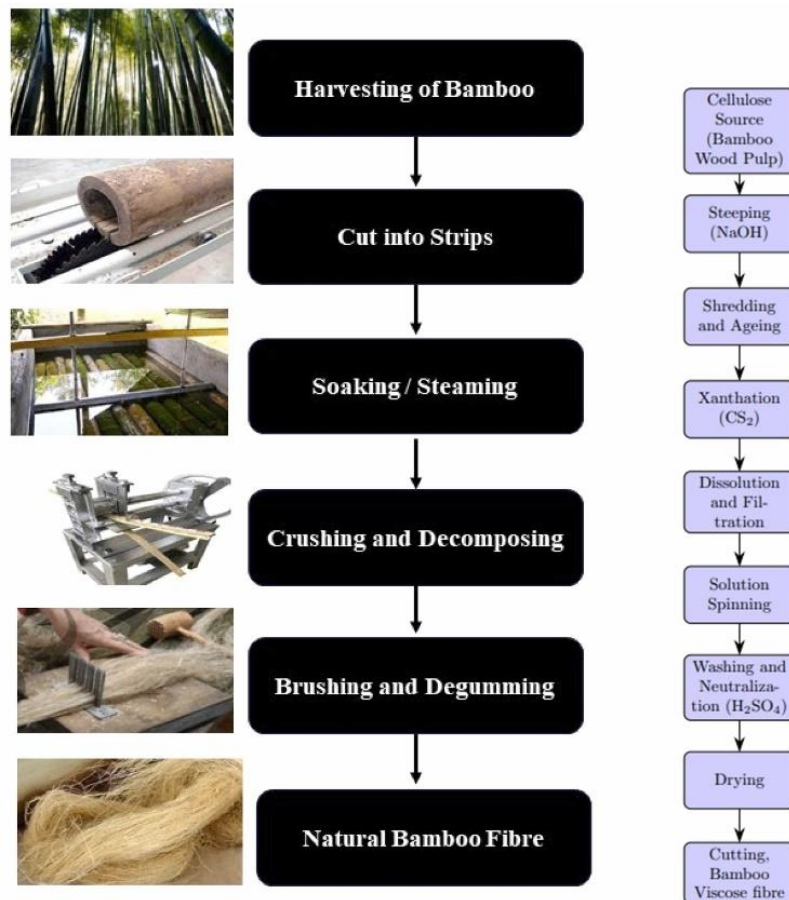 Harvesting of Bamboo
Cut into Strips
Soaking / Steaming
Crushing and Decomposing
Brushing and Degumming
Natural Bamboo Fibre
Cellulose
Source
(Bamboo
Wood Pulp)
Steeping
(NaOH)
Shredding
and Ageing
Xanthation
(CS₂)
Dissolution
and Fil-
tration
Solution
Spinning
Washing and
Neutraliza-
tion (H₂SO₄)
Drying
Cutting,
Bamboo
Viscose fibre